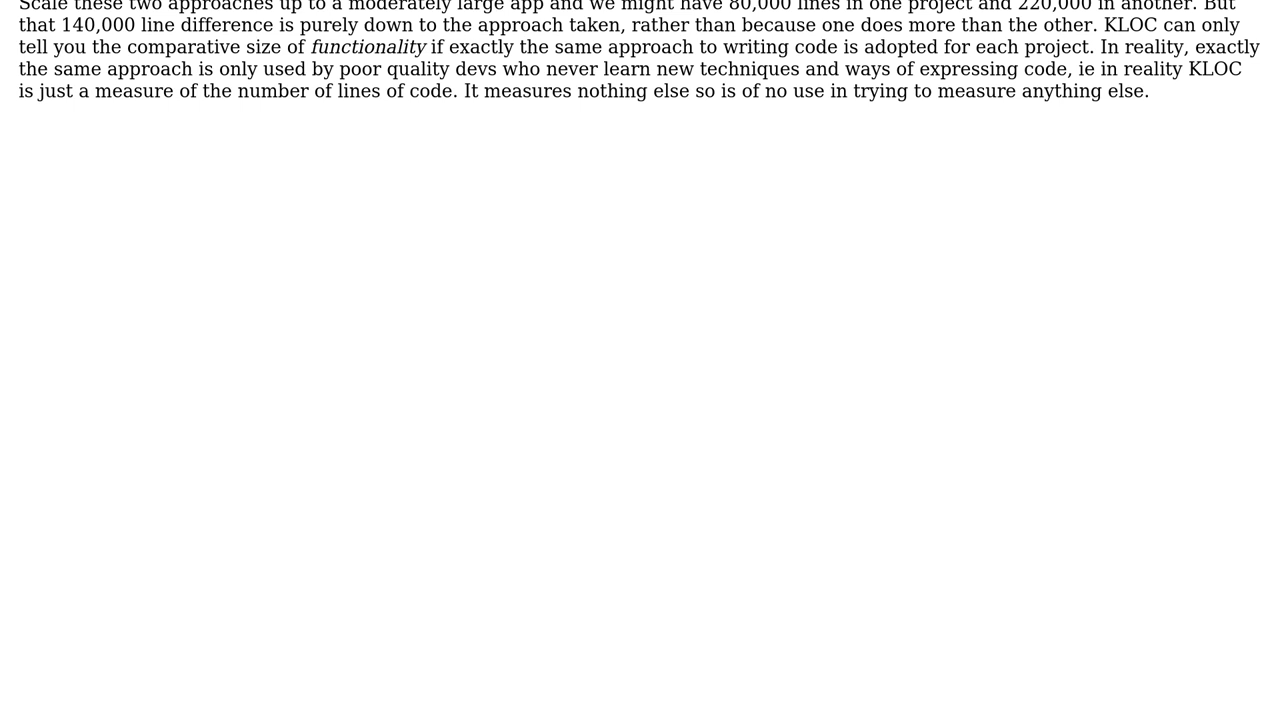 Scale these two approaches up to a moderately large app and we might have 80,000 lines in one project and 220,000 in another. But
that 140,000 line difference is purely down to the approach taken, rather than because one does more than the other. KLOC can only
tell you the comparative size of functionality if exactly the same approach to writing code is adopted for each project. In reality, exactly
the same approach is only used by poor quality devs who never learn new techniques and ways of expressing code, ie in reality KLOC
is just a measure of the number of lines of code. It measures nothing else so is of no use in trying to measure anything else.